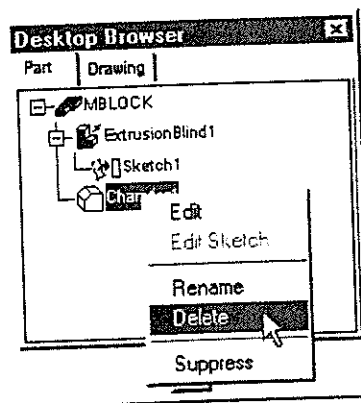 Desktop Browser
Part Drawing
MBLOCK
ExtrusionBlind1
Sketch1
Edit
Edit Sketch
Rename
Delete
Suppress